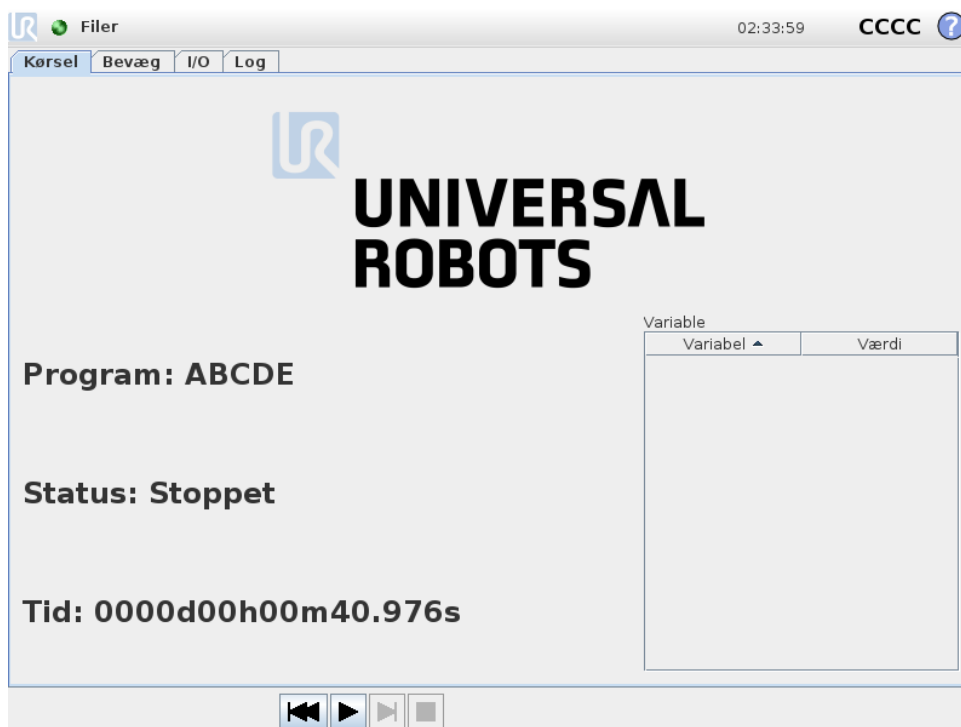 Filer
02:33:59
CCCC
?
Kørsel
Bevæg
I/O
Log
UR
UNIVERSAL
ROBOTS
Variable
Variabel
Værdi
Program: ABCDE
Status: Stoppet
Tid: 0000d00h00m40.976s